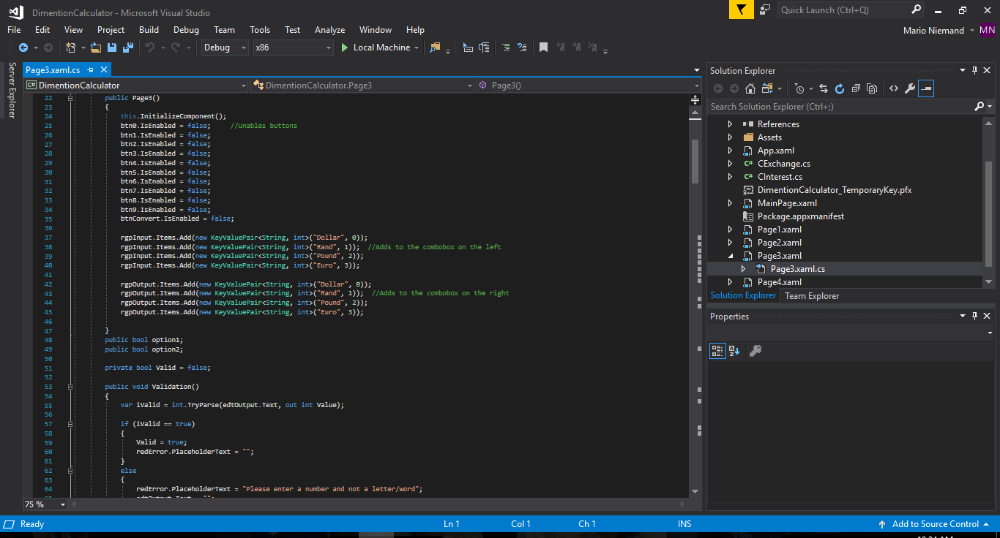 DimentionCalculator - Microsoft Visual Studio
Quick Launch (Ctrl+Q)
File Edit View Project Build Debug Team Tools Test Analyze Window Help
Mario Niemand MN
Debug x86 Local Machine
Server Explorer
Page3.xaml.cs
C# DimentionCalculator DimentionCalculator.Page3 Page3()
22 public Page3()
23 {
24 this.InitializeComponent();
25 btn0.IsEnabled = false; //Unables buttons
26 btn1.IsEnabled = false;
27 btn2.IsEnabled = false;
28 btn3.IsEnabled = false;
29 btn4.IsEnabled = false;
30 btn5.IsEnabled = false;
31 btn6.IsEnabled = false;
32 btn7.IsEnabled = false;
33 btn8.IsEnabled = false;
34 btn9.IsEnabled = false;
35 btnConvert.IsEnabled = false;
36
37 rgpInput.Items.Add(new KeyValuePair<String, int>("Dollar", 0));
38 rgpInput.Items.Add(new KeyValuePair<String, int>("Rand", 1)); //Adds to the combobox on the left
39 rgpInput.Items.Add(new KeyValuePair<String, int>("Pound", 2));
40 rgpInput.Items.Add(new KeyValuePair<String, int>("Euro", 3));
41
42 rgpOutput.Items.Add(new KeyValuePair<String, int>("Dollar", 0));
43 rgpOutput.Items.Add(new KeyValuePair<String, int>("Rand", 1)); //Adds to the combobox on the right
44 rgpOutput.Items.Add(new KeyValuePair<String, int>("Pound", 2));
45 rgpOutput.Items.Add(new KeyValuePair<String, int>("Euro", 3));
46
47 }
48 public bool option1;
49 public bool option2;
50
51 private bool Valid = false;
52
53 public void Validation()
54 {
55 var iValid = int.TryParse(edtOutput.Text, out int Value);
56
57 if (iValid == true)
58 {
59 Valid = true;
60 redError.PlaceholderText = "";
61 }
62 else
63 {
64 redError.PlaceholderText = "Please enter a number and not a letter/word";
75 %
Solution Explorer
Search Solution Explorer (Ctrl+;)
References
Assets
App.xaml
C# CExchange.cs
C# CInterest.cs
DimentionCalculator_TemporaryKey.pfx
MainPage.xaml
Package.appxmanifest
Page1.xaml
Page2.xaml
Page3.xaml
Page3.xaml.cs
Page4.xaml
Solution Explorer Team Explorer
Properties
Ready Ln 1 Col 1 Ch 1 INS Add to Source Control